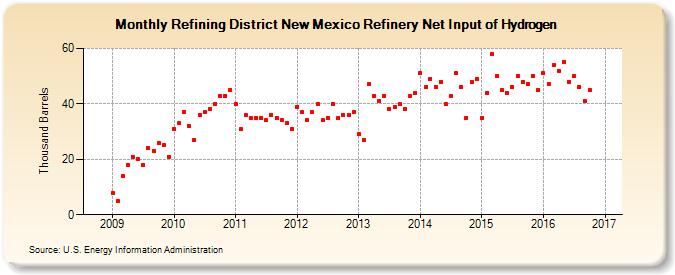 Monthly Refining District New Mexico Refinery Net Input of Hydrogen
Thousand Barrels
60
40
20
0
2009 2010 2011 2012 2013 2014 2015 2016 2017
Source: U.S. Energy Information Administration